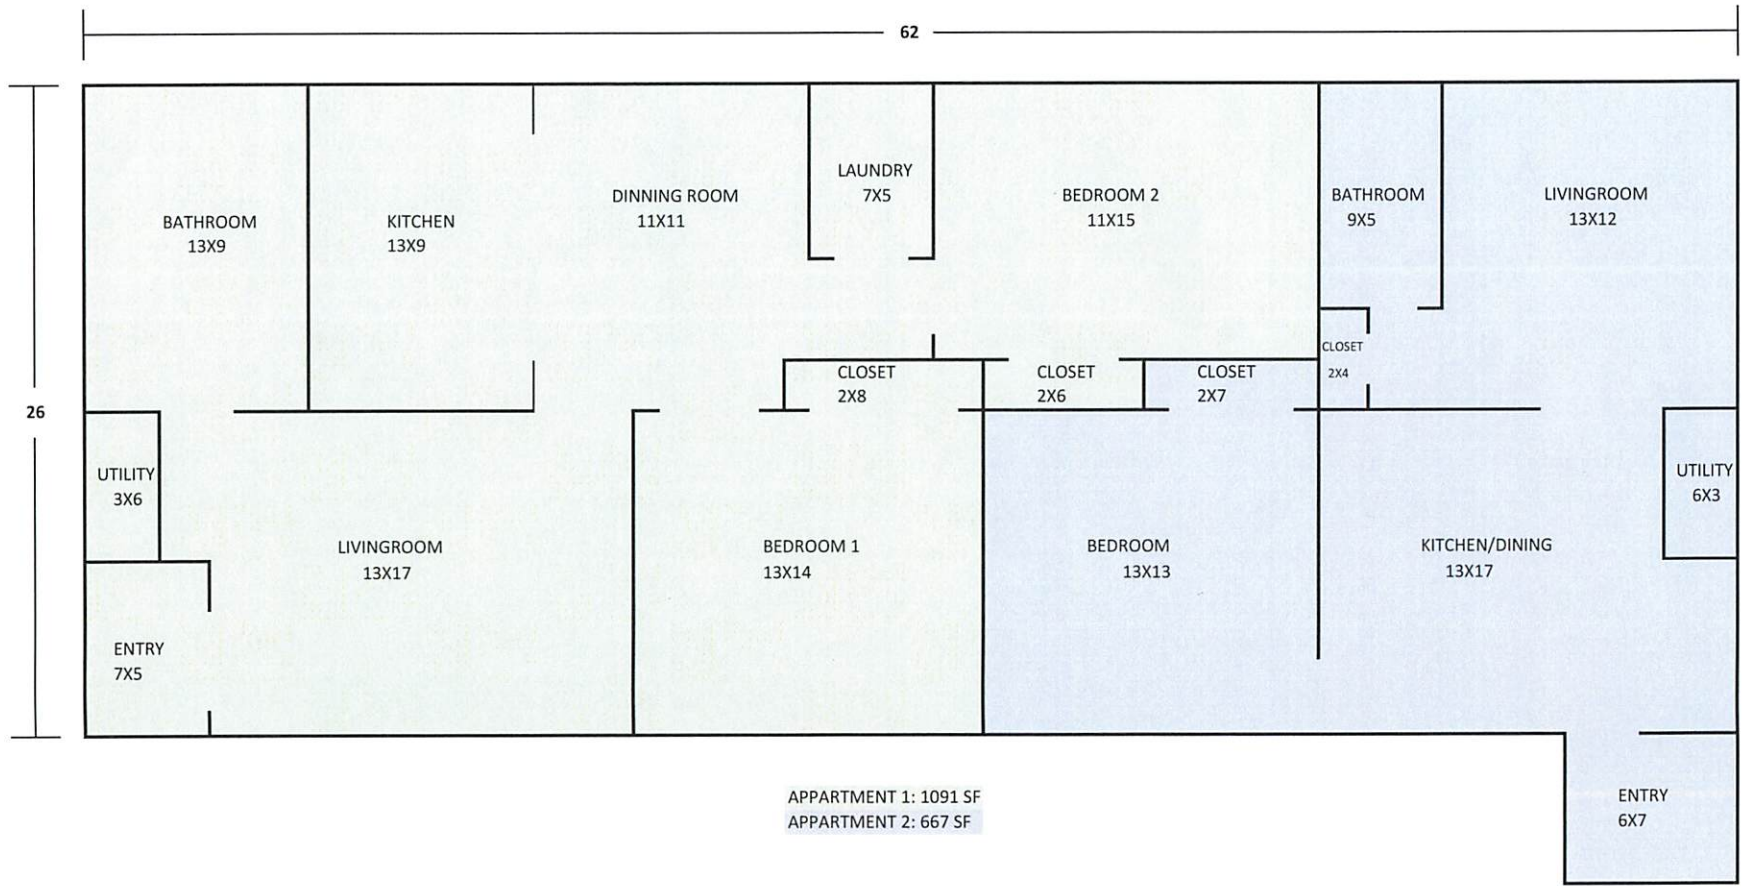 62
26
BATHROOM
13X9
KITCHEN
13X9
DINNING ROOM
11X11
LAUNDRY
7X5
BEDROOM 2
11X15
BATHROOM
9X5
LIVINGROOM
13X12
CLOSET
2X8
CLOSET
2X6
CLOSET
2X7
CLOSET
2X4
UTILITY
3X6
LIVINGROOM
13X17
BEDROOM 1
13X14
BEDROOM
13X13
KITCHEN/DINING
13X17
UTILITY
6X3
ENTRY
7X5
ENTRY
6X7
APPARTMENT 1: 1091 SF
APPARTMENT 2: 667 SF